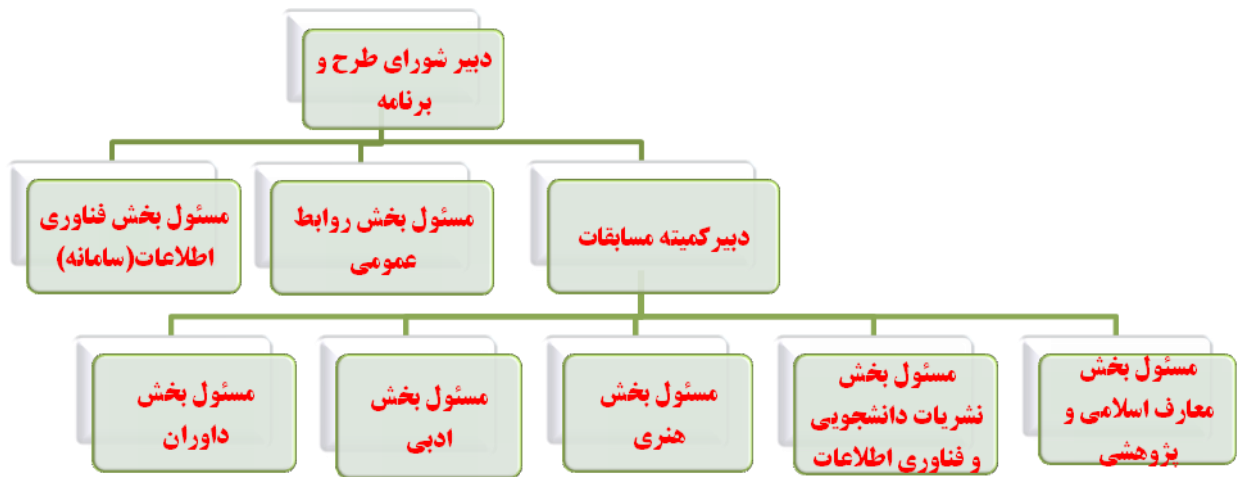 دبیر شورای طرح و
برنامه
دبیرکمیته مسابقات
مسئول بخش روابط
عمومی
مسئول بخش فناوری
اطلاعات(سامانه)
مسئول بخش
معارف اسلامی و
پژوهشی
مسئول بخش
نشریات دانشجویی
و فناوری اطلاعات
مسئول بخش
هنری
مسئول بخش
ادبی
مسئول بخش
داوران